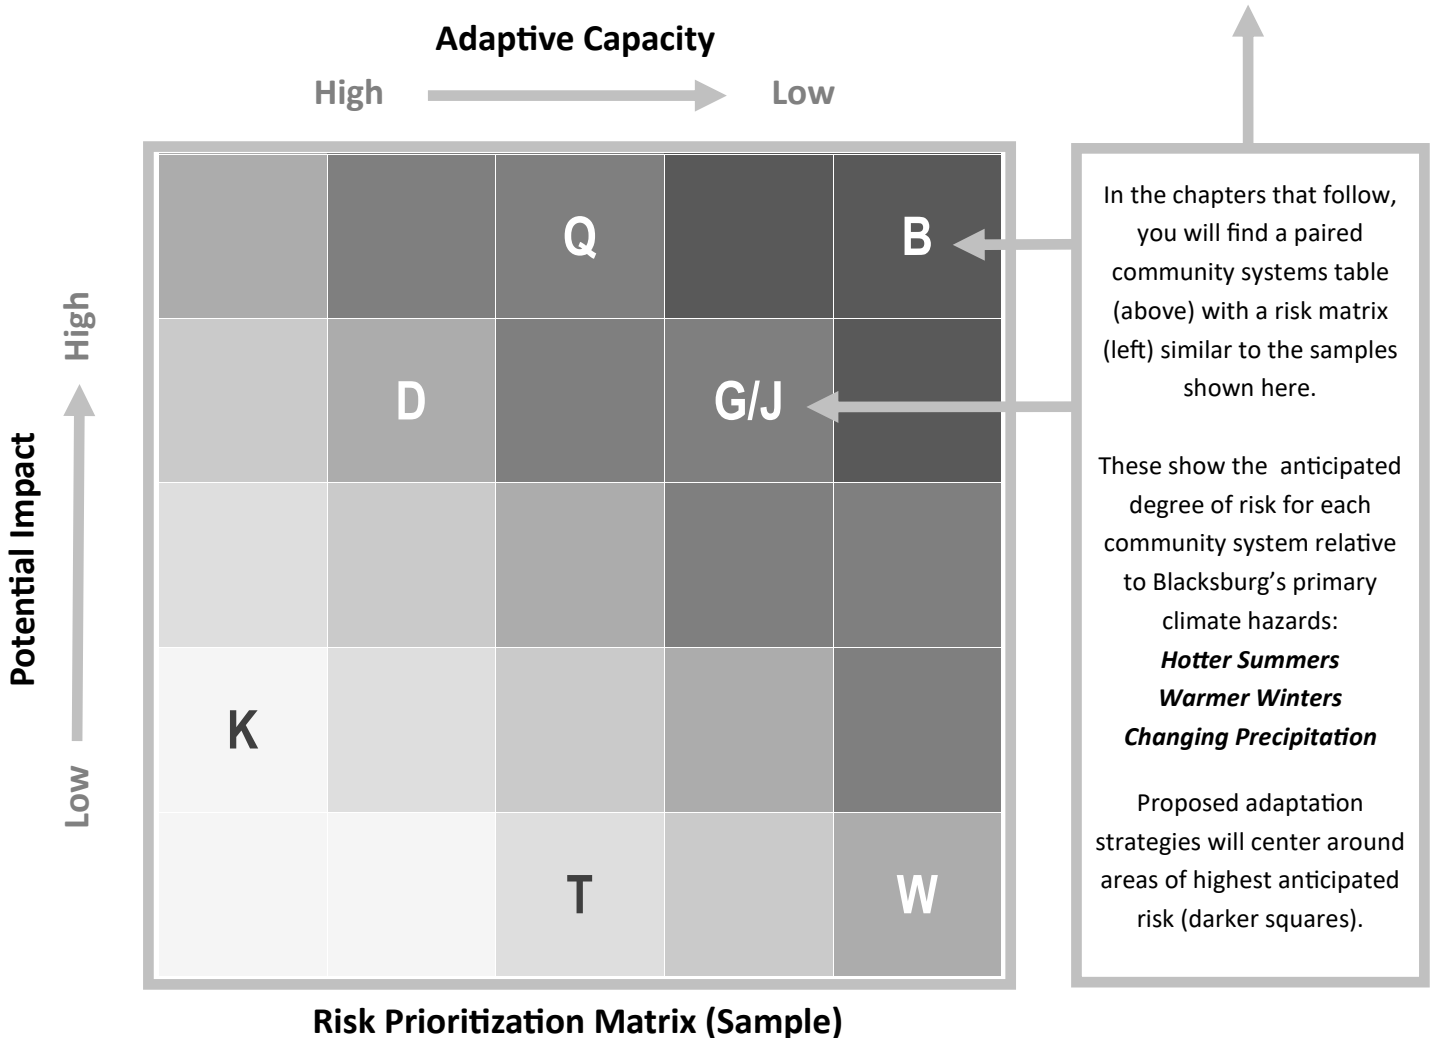 Adaptive Capacity
High
Low
Potential Impact
High
Low
Q
B
D
G/J
K
T
W
Risk Prioritization Matrix (Sample)
In the chapters that follow,
you will find a paired
community systems table
(above) with a risk matrix
(left) similar to the samples
shown here.
These show the anticipated
degree of risk for each
community system relative
to Blacksburg’s primary
climate hazards:
Hotter Summers
Warmer Winters
Changing Precipitation
Proposed adaptation
strategies will center around
areas of highest anticipated
risk (darker squares).